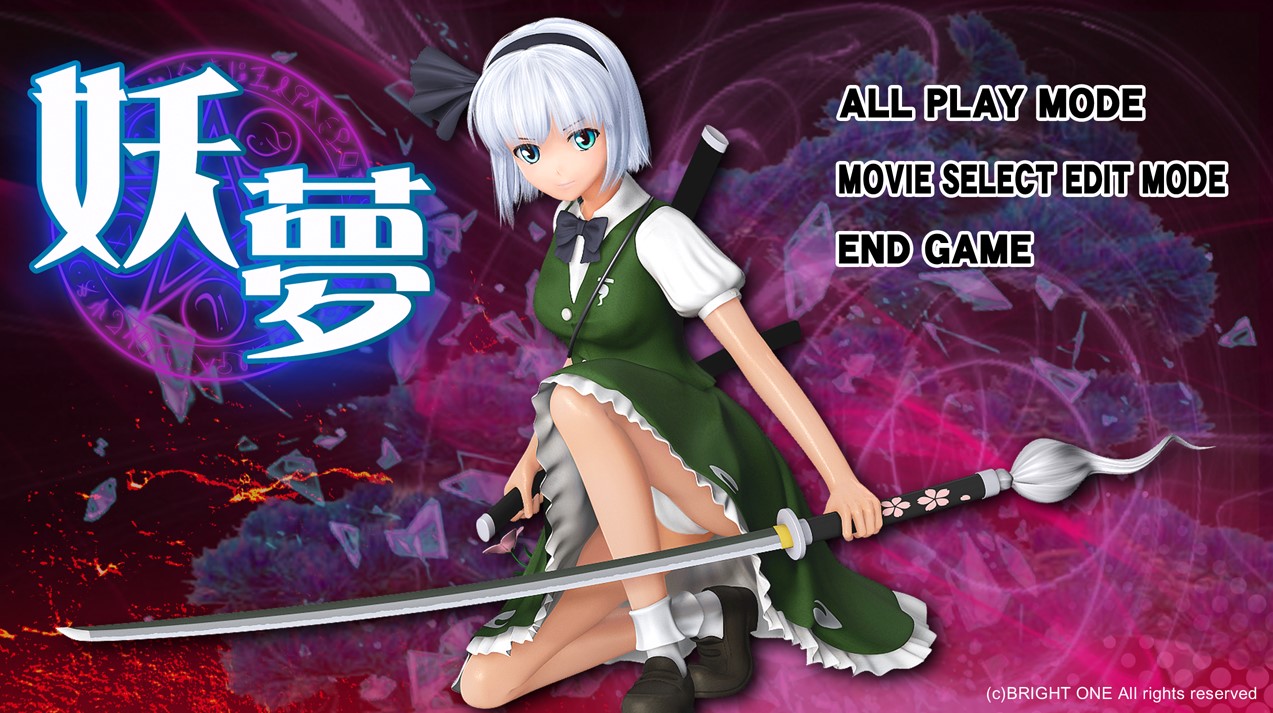 妖夢
ALL PLAY MODE
MOVIE SELECT EDIT MODE
END GAME
(c)BRIGHT ONE All rights reserved